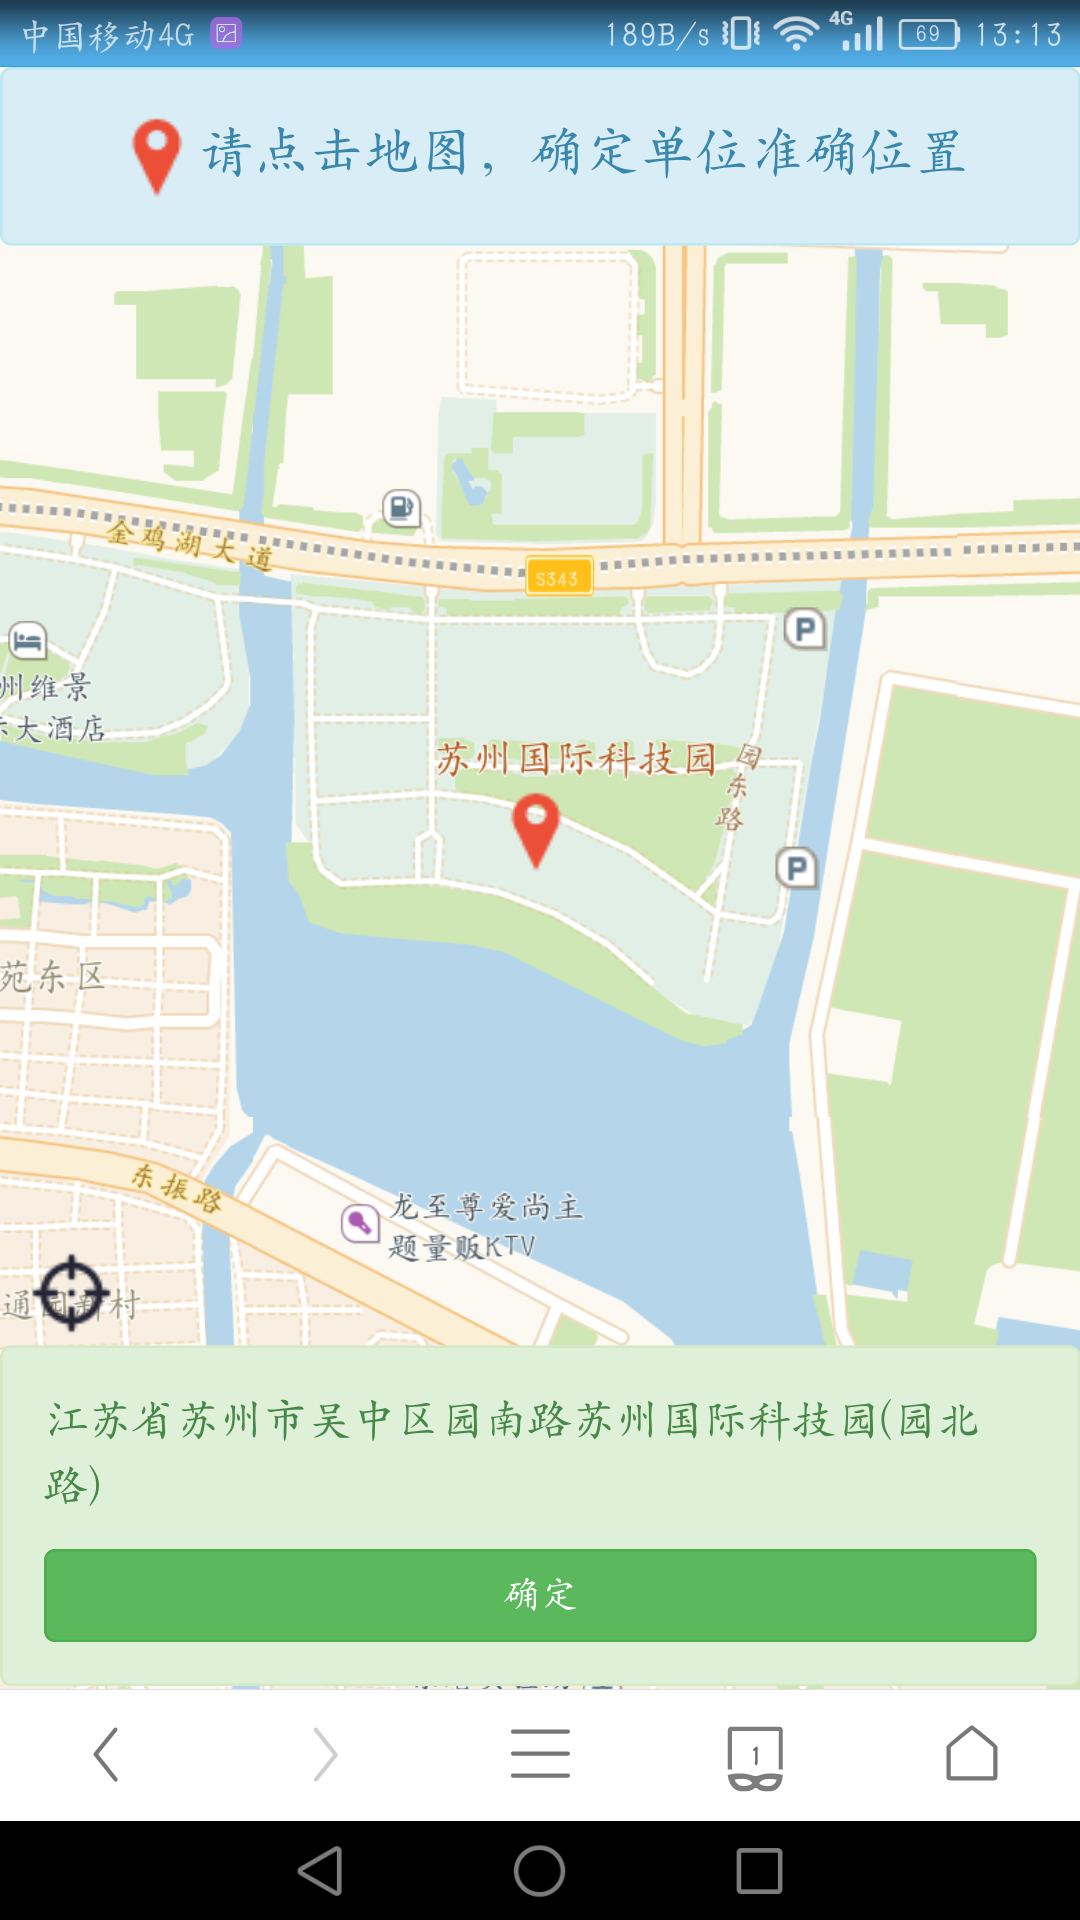 中国移动4G 189B/s 4G 69 13:13
请点击地图，确定单位准确位置
金鸡湖大道
S343
P
州维景
大酒店
苏州国际科技园
园东路
P
苑东区
东振路
龙至尊爱尚主
题量贩KTV
通园新村
江苏省苏州市吴中区园南路苏州国际科技园(园北
路)
确定
1